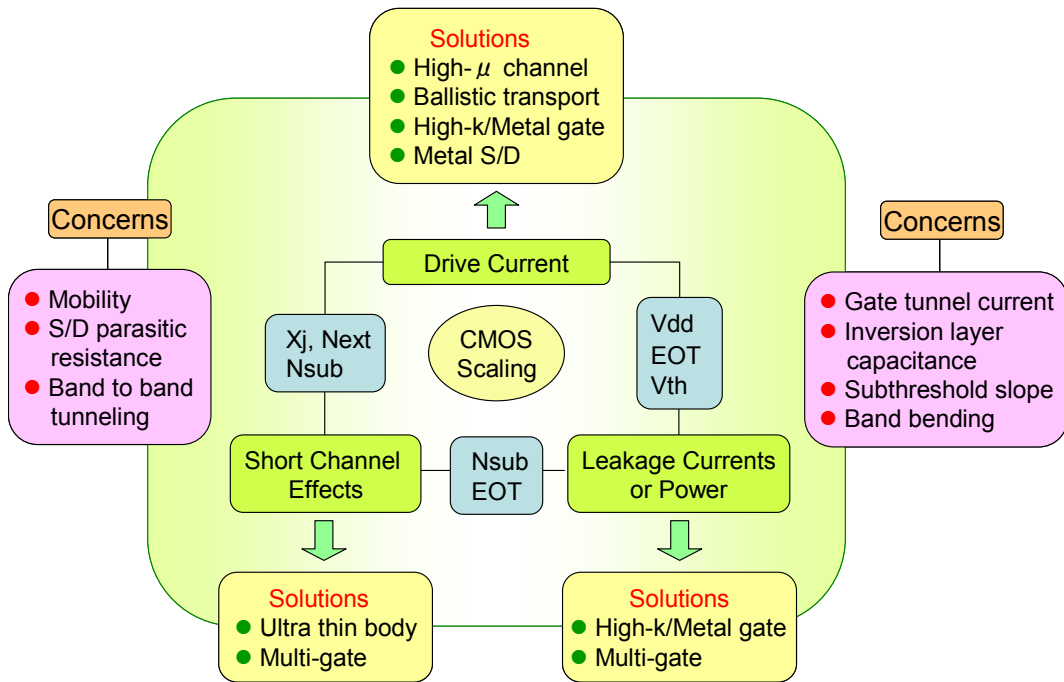 Solutions
High- μ channel
Ballistic transport
High-k/Metal gate
Metal S/D
Concerns
Mobility
S/D parasitic
resistance
Band to band
tunneling
Drive Current
Xj, Next
Nsub
CMOS
Scaling
Vdd
EOT
Vth
Concerns
Gate tunnel current
Inversion layer
capacitance
Subthreshold slope
Band bending
Short Channel
Effects
Nsub
EOT
Leakage Currents
or Power
Solutions
Ultra thin body
Multi-gate
Solutions
High-k/Metal gate
Multi-gate